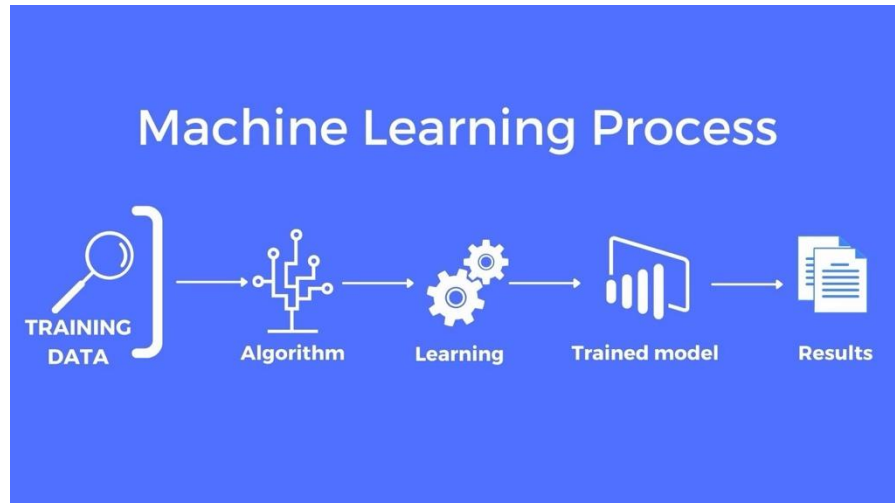 Machine Learning Process
TRAINING
DATA
Algorithm
Learning
Trained model
Results